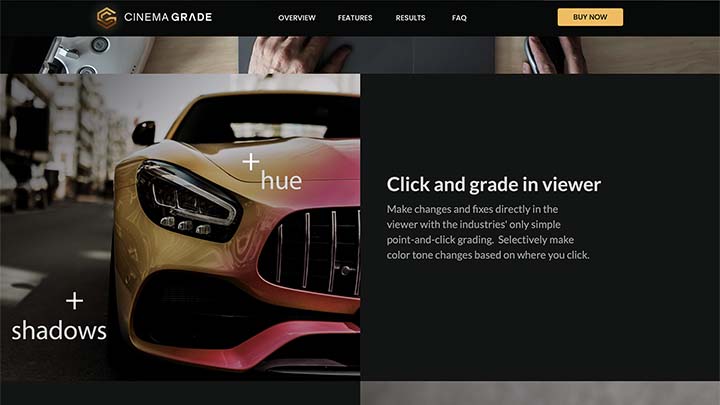 CINEMA GRADE
OVERVIEW
FEATURES
RESULTS
FAQ
BUY NOW
+
hue
+
shadows
Click and grade in viewer
Make changes and fixes directly in the
viewer with the industries' only simple
point-and-click grading. Selectively make
color tone changes based on where you click.